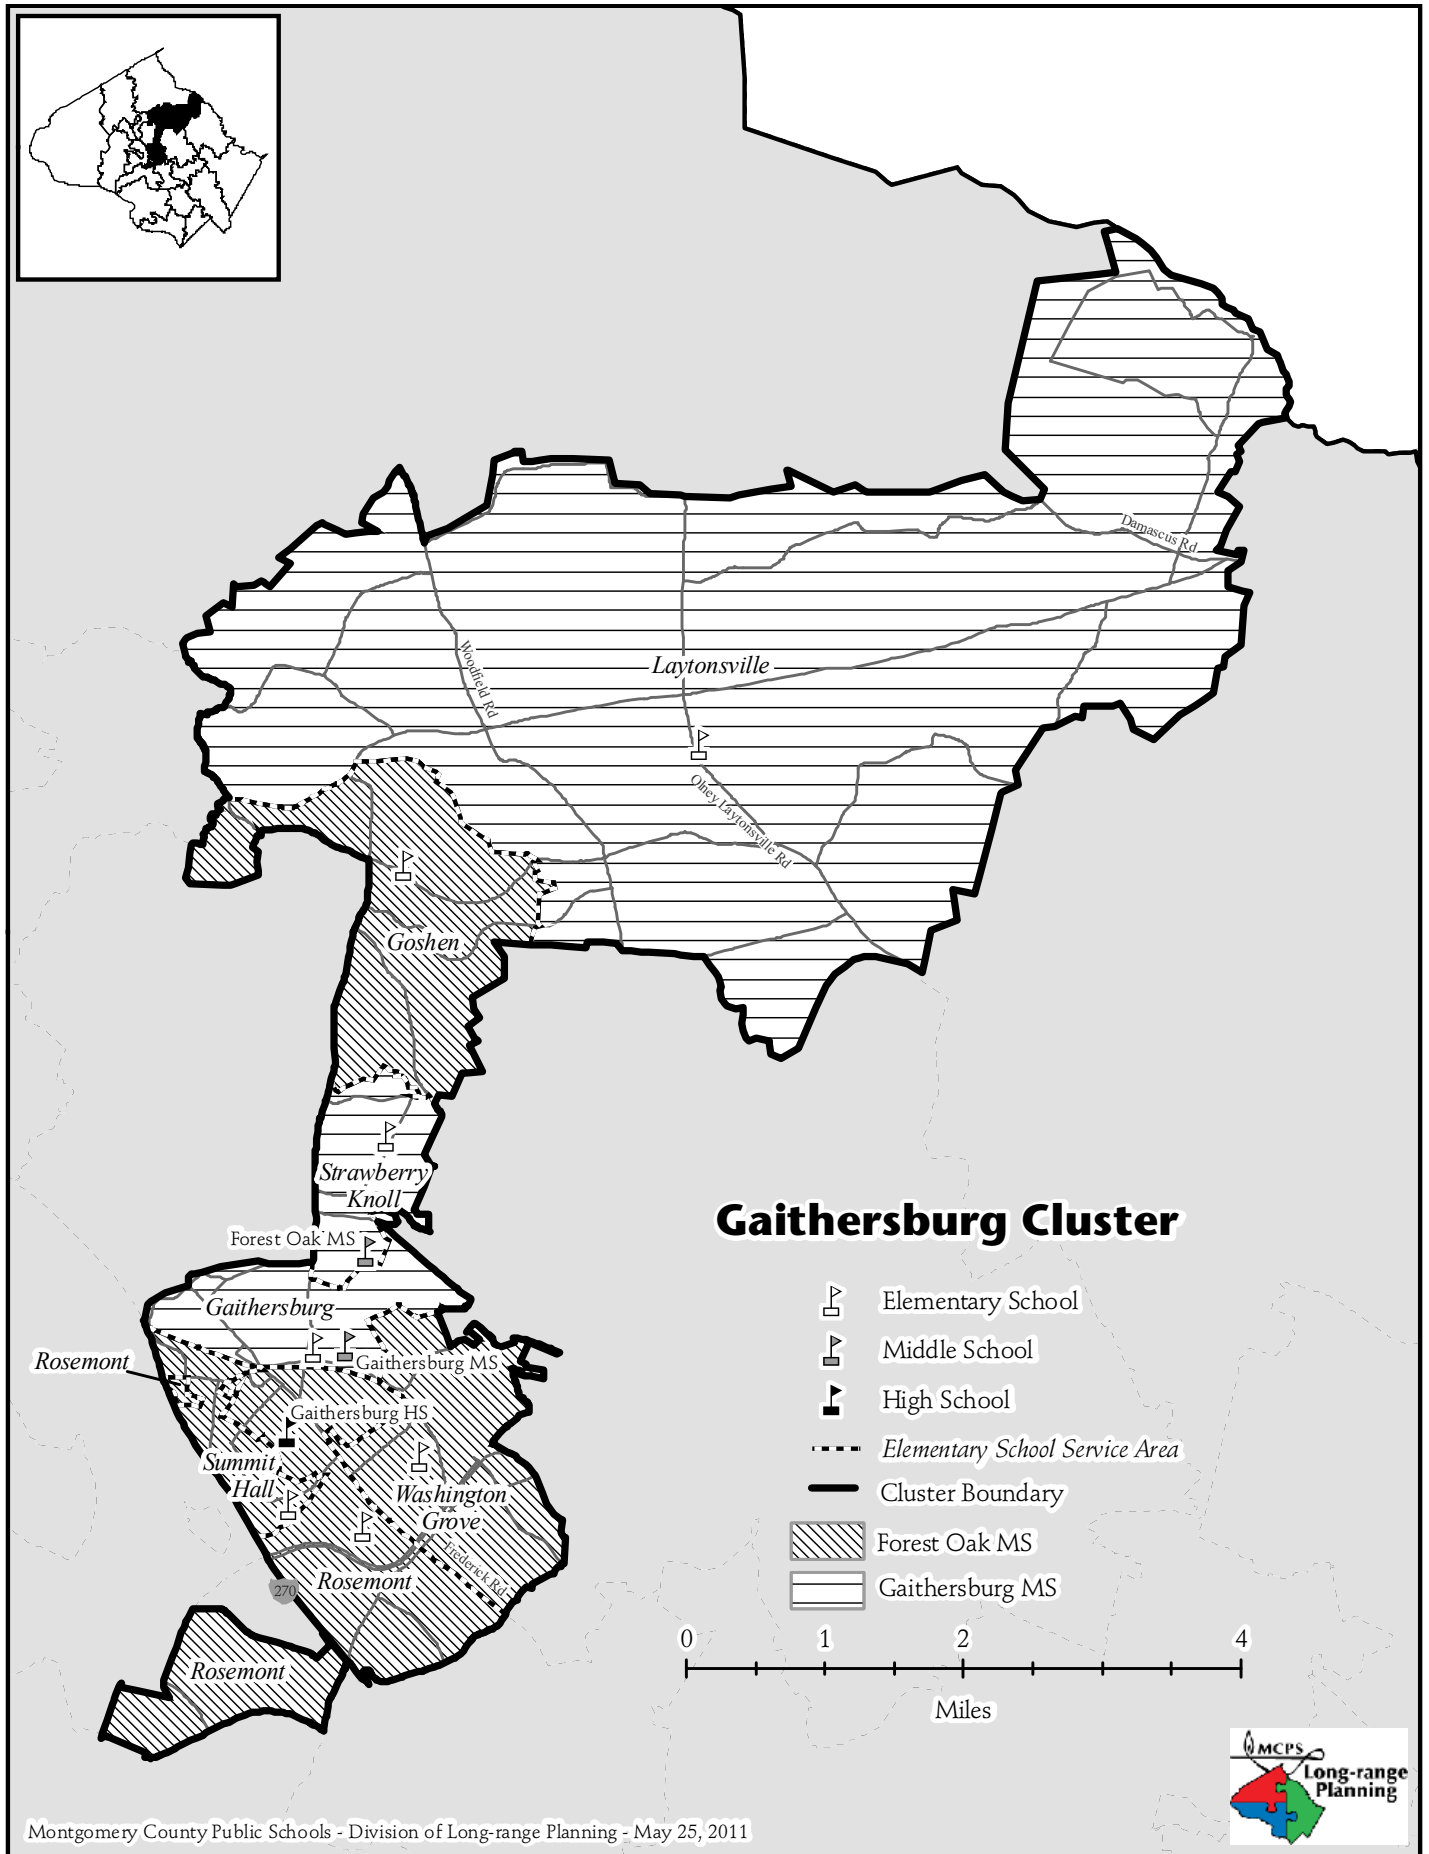 Damascus Rd
Woodfield Rd
Laytonsville
Olney Laytonsville Rd
Goshen
Strawberry
Knoll
Forest Oak MS
Gaithersburg
Rosemont
Gaithersburg MS
Gaithersburg HS
Summit
Hall
Washington
Grove
Frederick Rd
Rosemont
270
Rosemont
Gaithersburg Cluster
Elementary School
Middle School
High School
Elementary School Service Area
Cluster Boundary
Forest Oak MS
Gaithersburg MS
0 1 2 4
Miles
MCPS
Long-range
Planning
Montgomery County Public Schools - Division of Long-range Planning - May 25, 2011